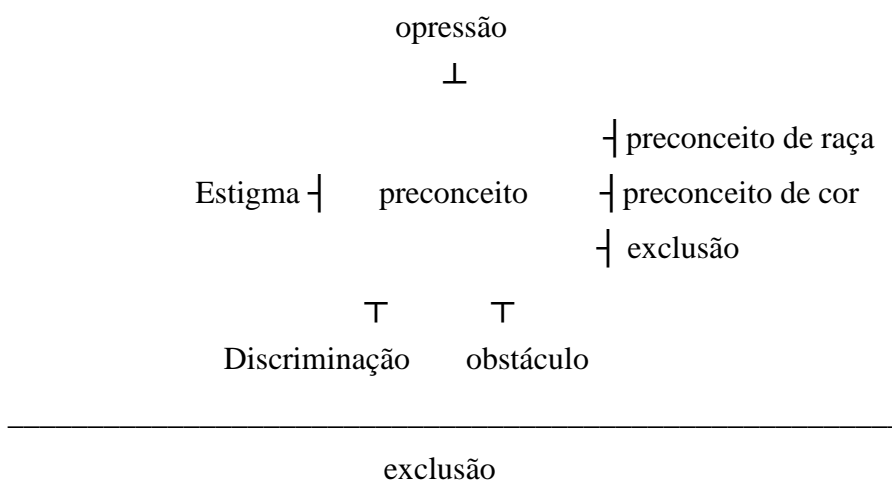 opressão
⊥
┤preconceito de raça
Estigma ┤ preconceito ┤preconceito de cor
┤ exclusão
┬ ┬
Discriminação obstáculo
exclusão